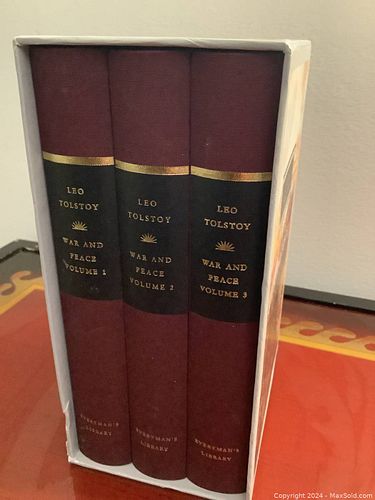 LEO
TOLSTOY
WAR AND
PEACE
VOLUME 1
EVERYMAN'S
LIBRARY
LEO
TOLSTOY
WAR AND
PEACE
VOLUME 2
EVERYMAN'S
LIBRARY
LEO
TOLSTOY
WAR AND
PEACE
VOLUME 3
EVERYMAN'S
LIBRARY
Copyright 2024 - MaxSold.com